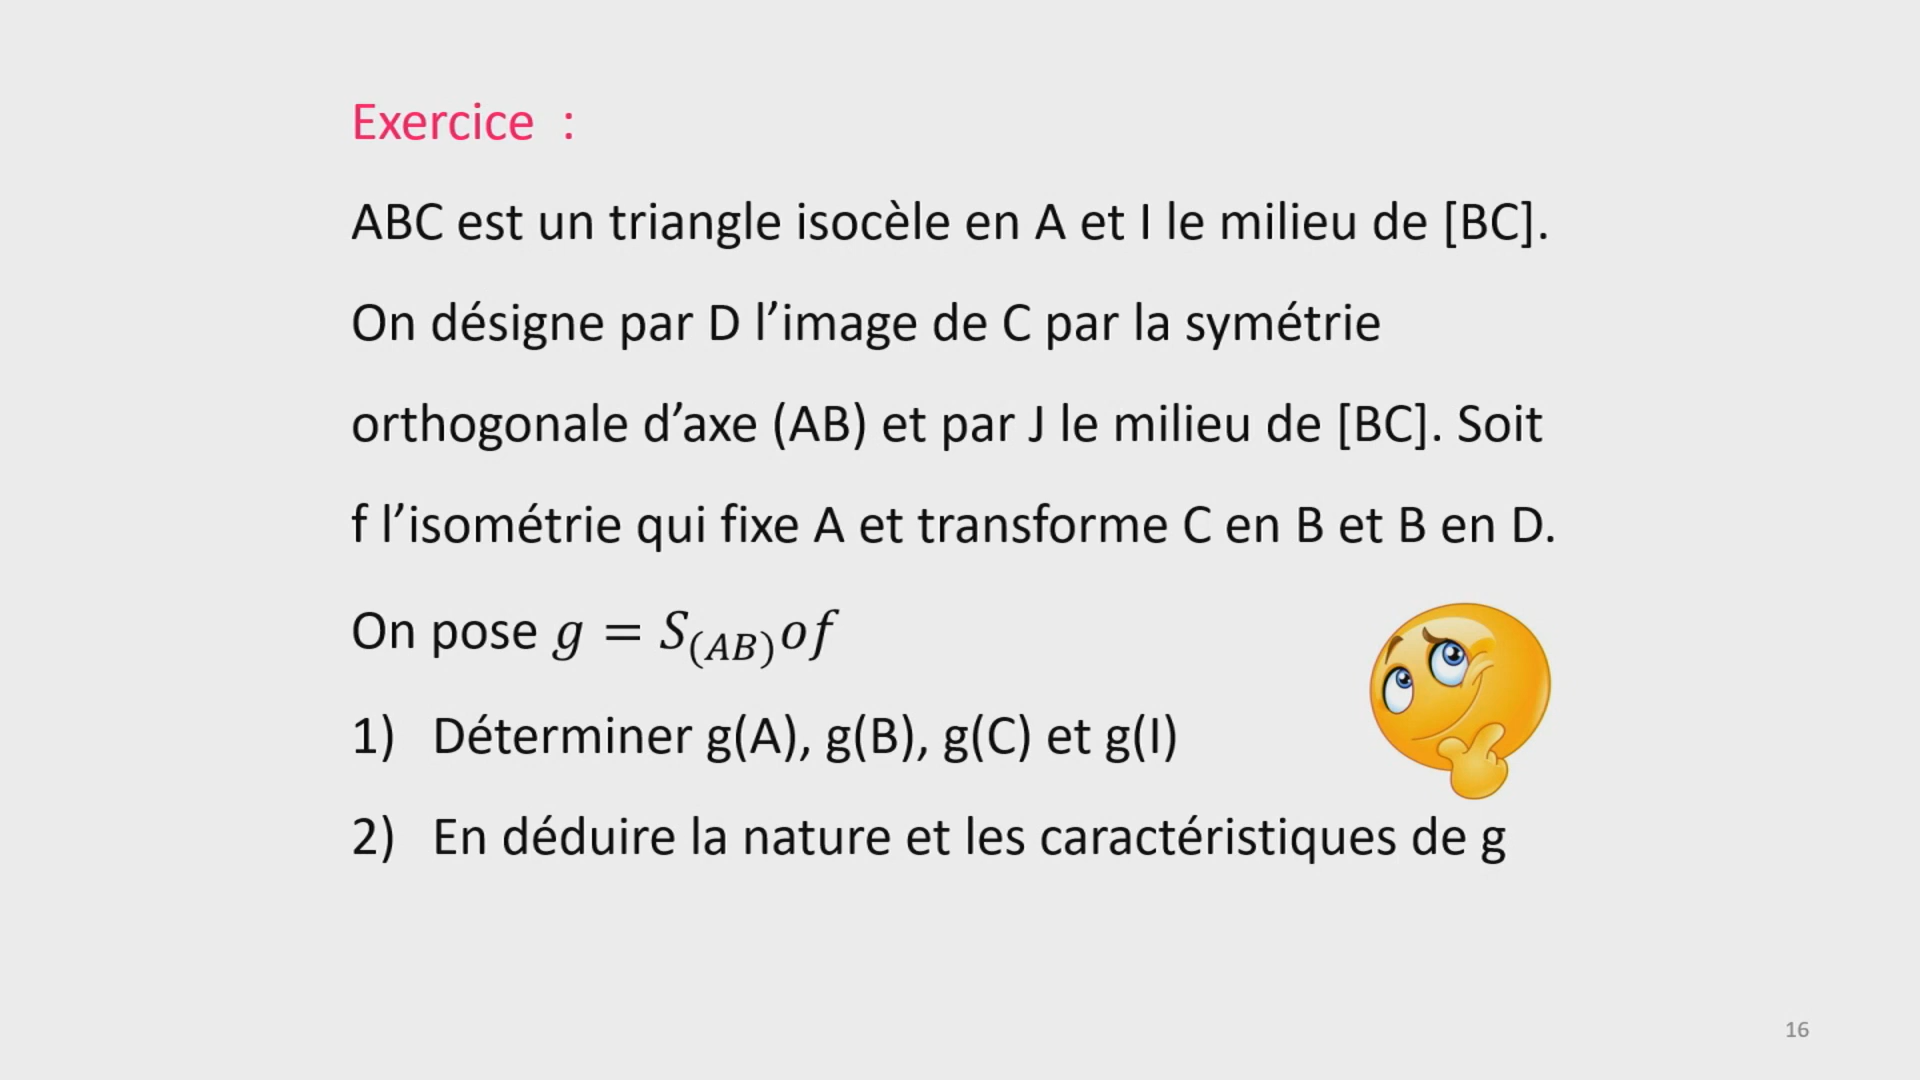 Exercice :
ABC est un triangle isocèle en A et I le milieu de [BC].
On désigne par D l’image de C par la symétrie
orthogonale d’axe (AB) et par J le milieu de [BC]. Soit
f l’isométrie qui fixe A et transforme C en B et B en D.
On pose g = S(AB)of
1) Déterminer g(A), g(B), g(C) et g(I)
2) En déduire la nature et les caractéristiques de g
16